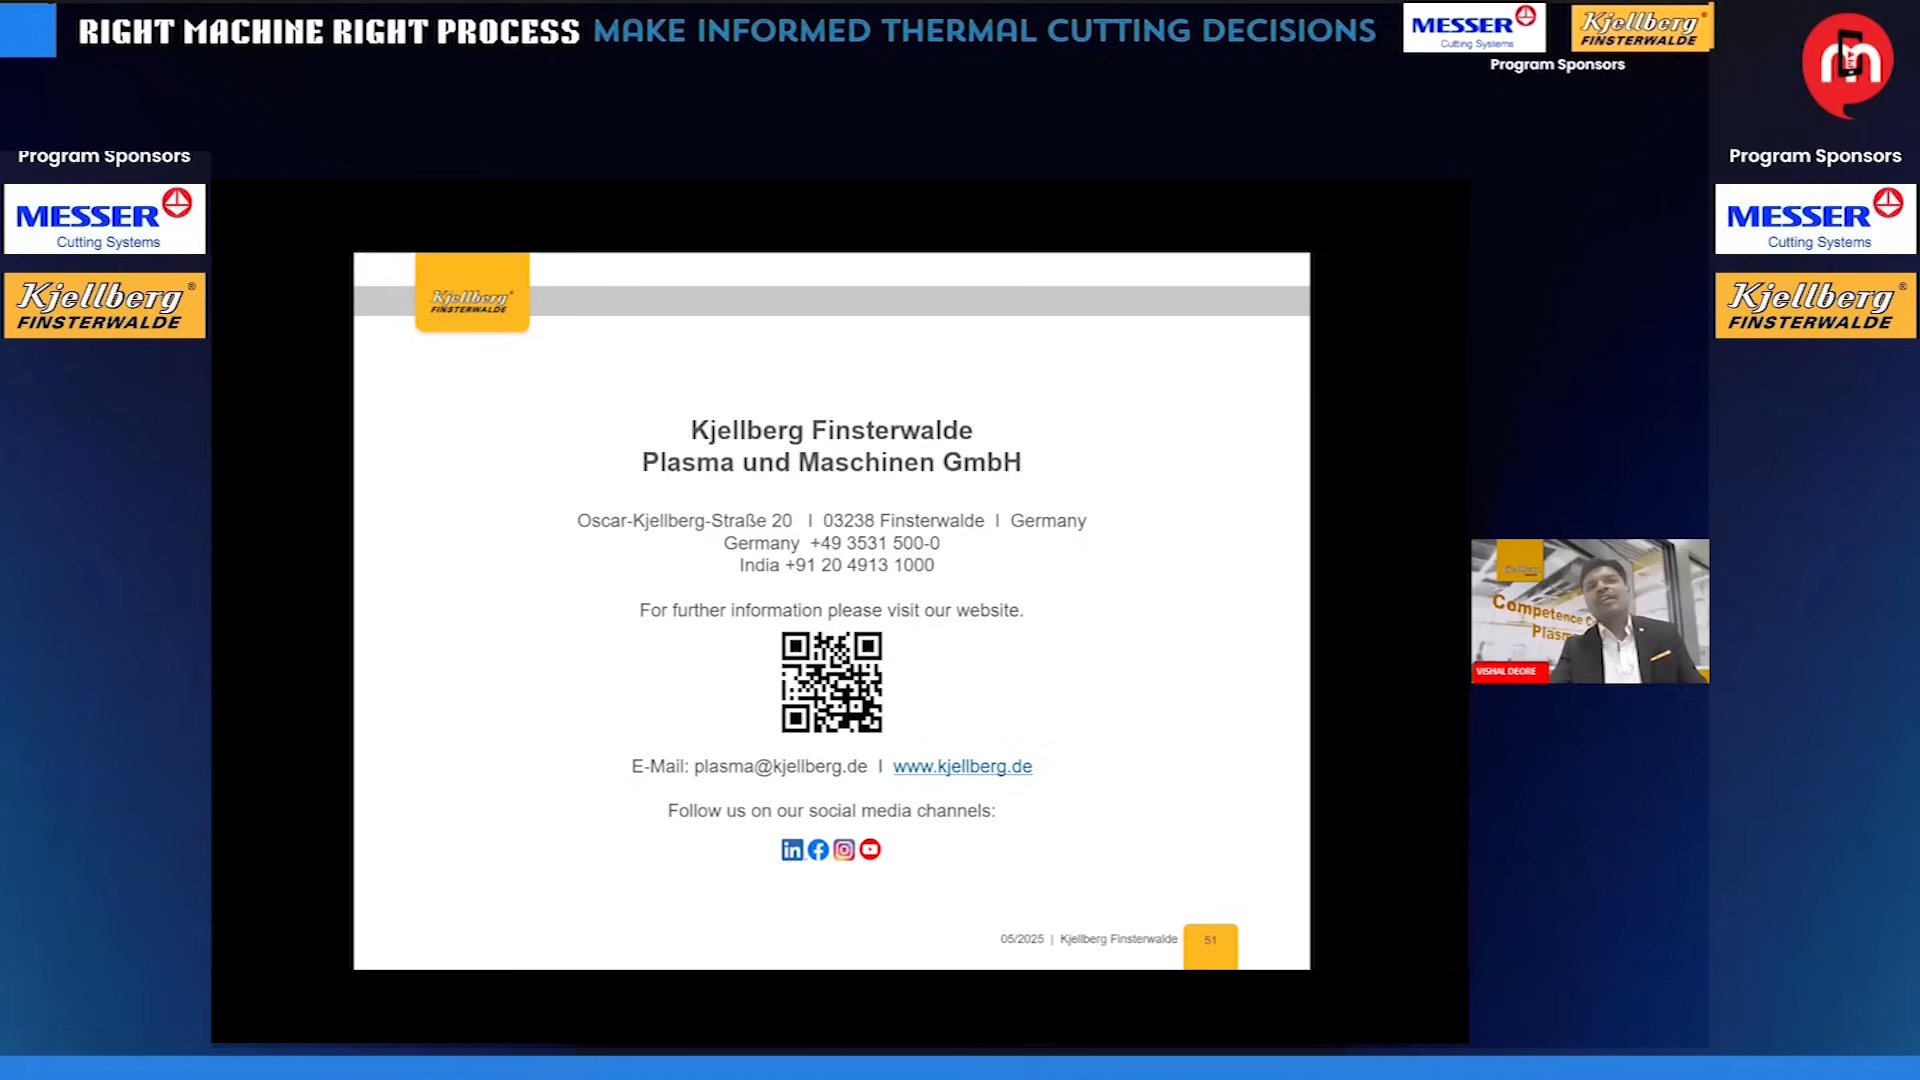 RIGHT MACHINE RIGHT PROCESS MAKE INFORMED THERMAL CUTTING DECISIONS
MESSER
Cutting Systems
Kjellberg®
FINSTERWALDE
Program Sponsors
Program Sponsors
MESSER
Cutting Systems
Kjellberg®
FINSTERWALDE
Program Sponsors
MESSER
Cutting Systems
Kjellberg®
FINSTERWALDE
Kjellberg®
FINSTERWALDE
Kjellberg Finsterwalde
Plasma und Maschinen GmbH
Oscar-Kjellberg-Straße 20 I 03238 Finsterwalde I Germany
Germany +49 3531 500-0
India +91 20 4913 1000
For further information please visit our website.
E-Mail: plasma@kjellberg.de I www.kjellberg.de
Follow us on our social media channels:
05/2025 | Kjellberg Finsterwalde 51
Kjellberg
Competence
VISHAL DEORE